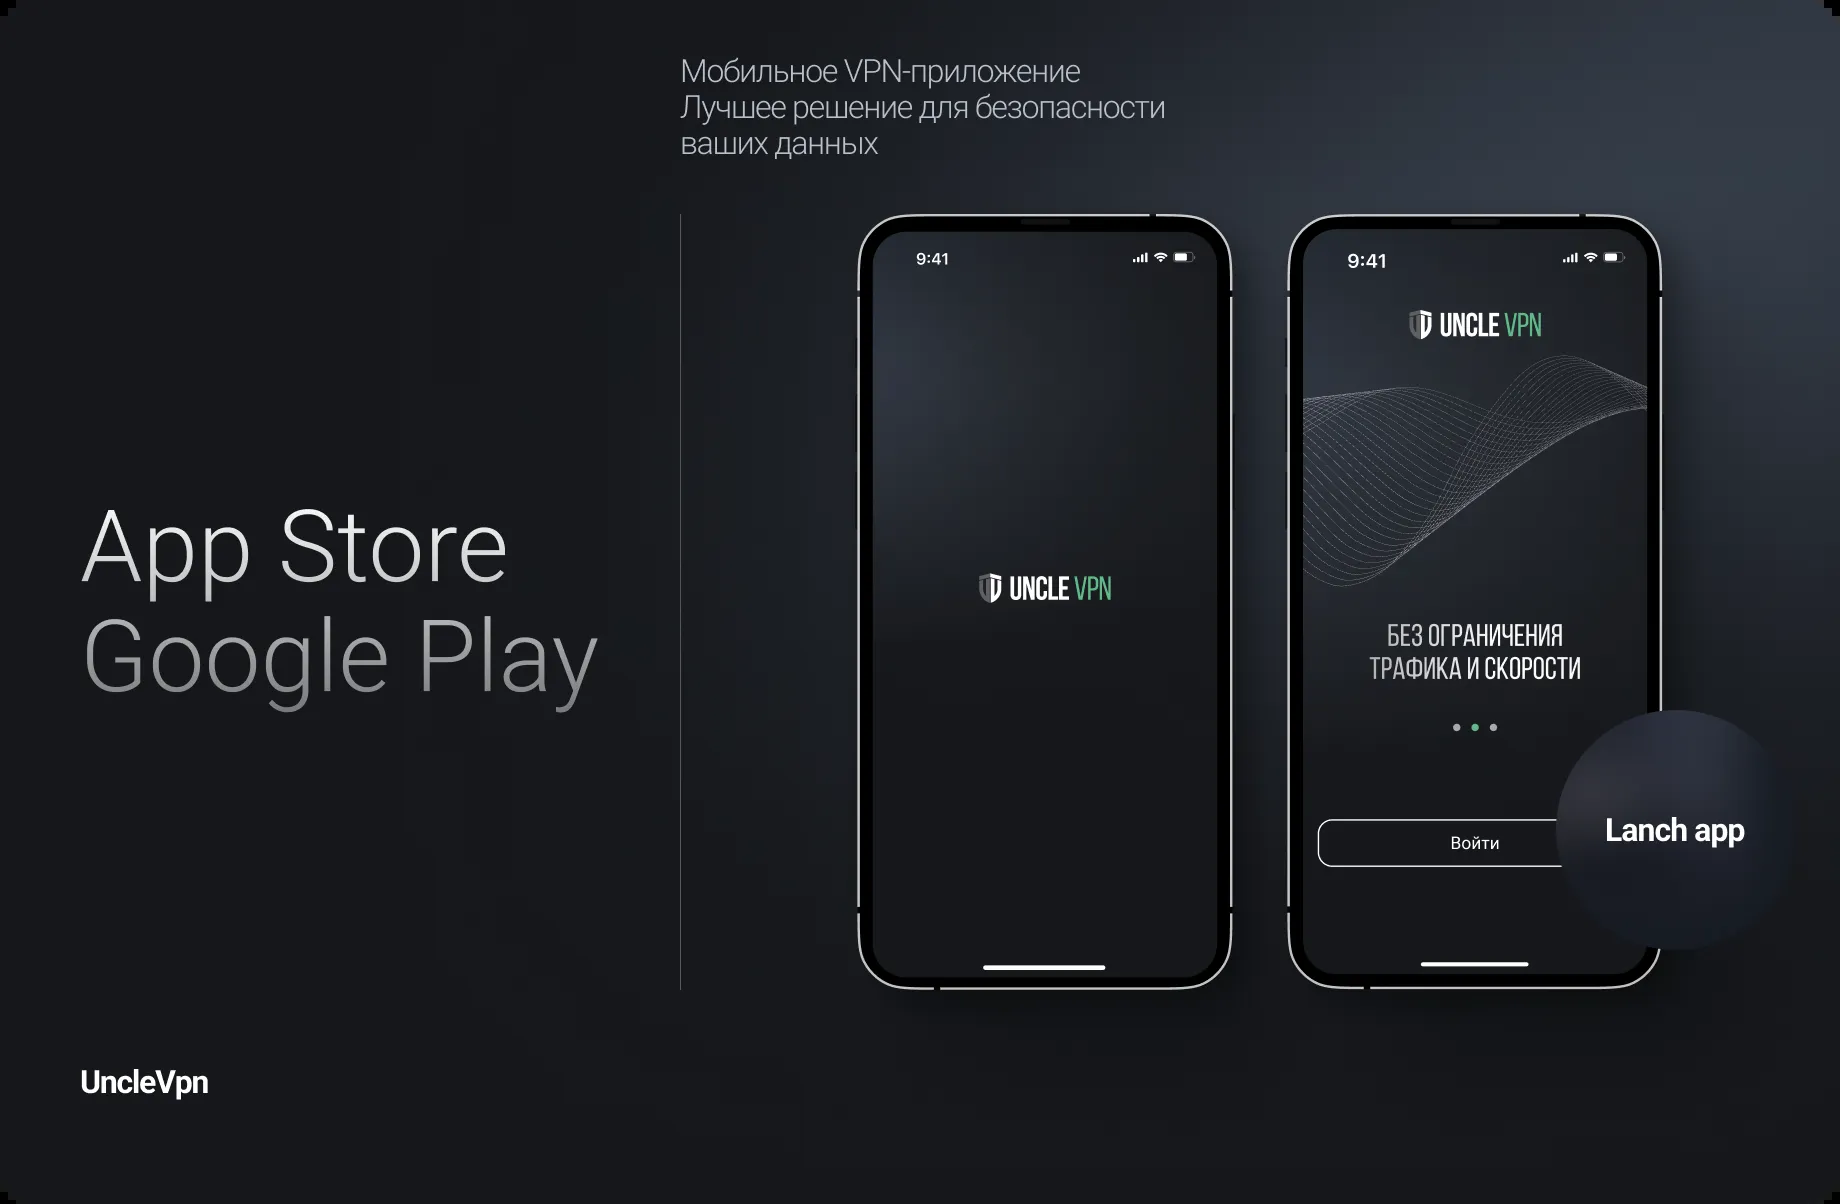 Мобильное VPN-приложение
Лучшее решение для безопасности
ваших данных
App Store
Google Play
9:41
UNCLE VPN
9:41
UNCLE VPN
БЕЗ ОГРАНИЧЕНИЯ
ТРАФИКА И СКОРОСТИ
Войти
Lanch app
UncleVpn